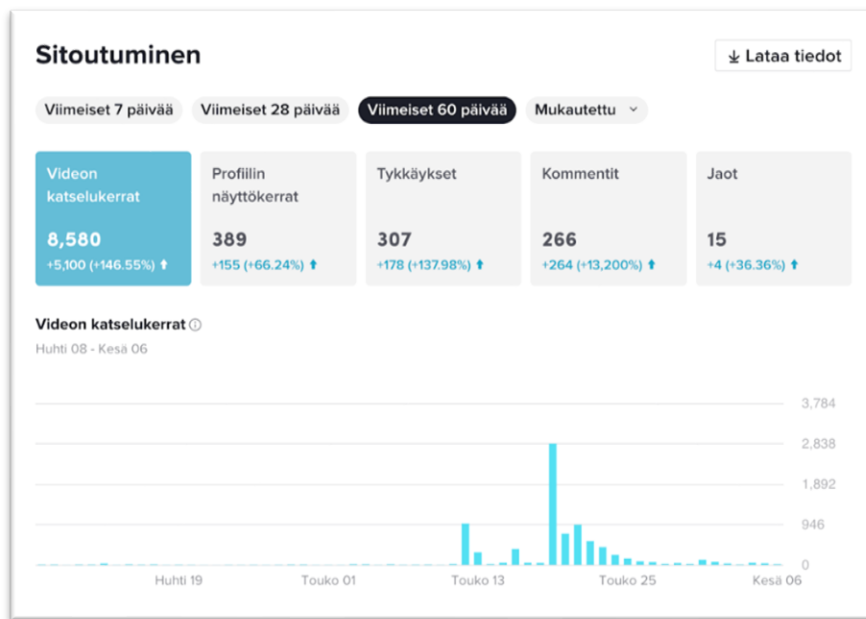 Sitoutuminen
Lataa tiedot
Viimeiset 7 päivää Viimeiset 28 päivää Viimeiset 60 päivää Mukautettu
Videon katselukerrat
8,580
+5,100 (+146.55%)
Profiilin näyttökerrat
389
+155 (+66.24%)
Tykkäykset
307
+178 (+137.98%)
Kommentit
266
+264 (+13,200%)
Jaot
15
+4 (+36.36%)
Videon katselukerrat
Huhti 08 - Kesä 06
3,784
2,838
1,892
946
0
Huhti 19 Touko 01 Touko 13 Touko 25 Kesä 06